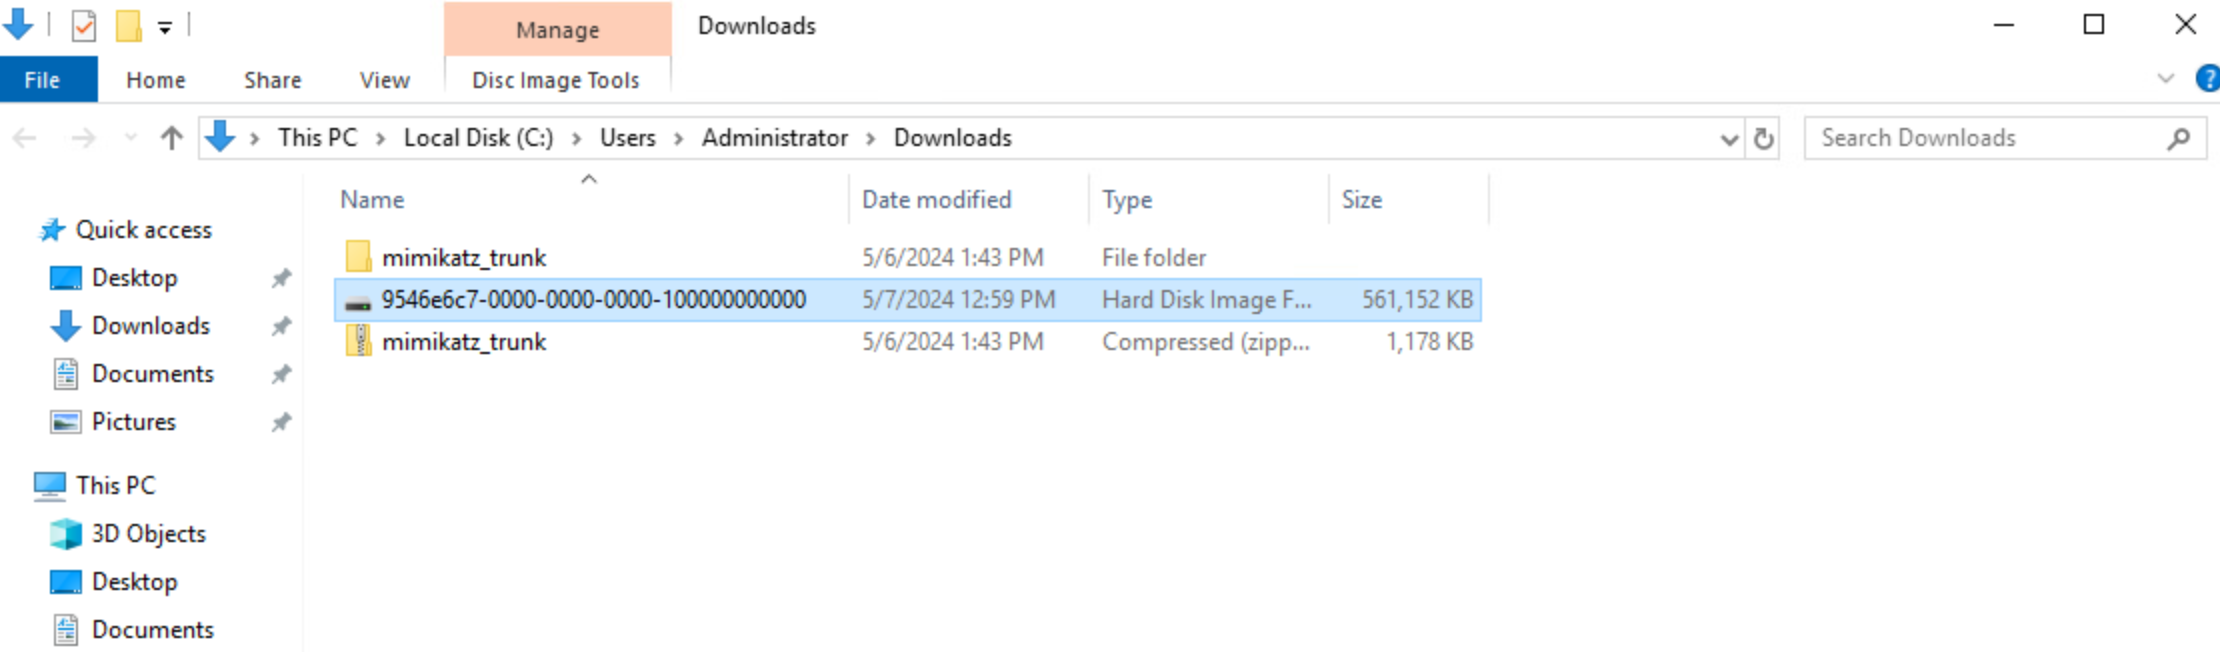 Manage Downloads
File Home Share View Disc Image Tools ?
This PC Local Disk (C:) Users Administrator Downloads Search Downloads
Name Date modified Type Size
Quick access
Desktop
Downloads
Documents
Pictures
This PC
3D Objects
Desktop
Documents
mimikatz_trunk 5/6/2024 1:43 PM File folder
9546e6c7-0000-0000-0000-100000000000 5/7/2024 12:59 PM Hard Disk Image F... 561,152 KB
mimikatz_trunk 5/6/2024 1:43 PM Compressed (zipp... 1,178 KB